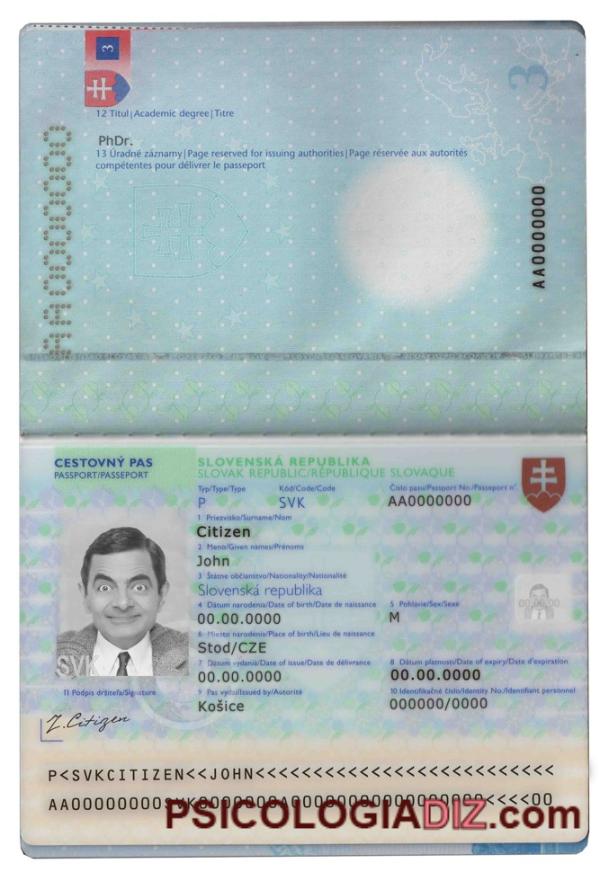 3
3
12 Titul|Academic degree|Titre
PhDr.
13 Úradné záznamy|Page reserved for issuing authorities|Page réservée aux autorités
compétentes pour délivrer le passeport
AA0000000
AA0000000
CESTOVNÝ PAS
PASSPORT/PASSEPORT
SLOVENSKÁ REPUBLIKA
SLOVAK REPUBLIC/RÉPUBLIQUE SLOVAQUE
Typ/Type/Type Kód/Code/Code Číslo pasu/Passport No./Passeport n°
P SVK AA0000000
1 Priezvisko/Surname/Nom
Citizen
2 Meno/Given names/Prénoms
John
3 Štátne občianstvo/Nationality/Nationalité
Slovenská republika
4 Dátum narodenia/Date of birth/Date de naissance 5 Pohlavie/Sex/Sexe
00.00.0000 M
6 Miesto narodenia/Place of birth/Lieu de naissance
Stod/CZE
7 Dátum vydania/Date of issue/Date de délivrance 8 Dátum platnosti/Date of expiry/Date d'expiration
00.00.0000 00.00.0000
9 Pas vydal/Issued by/Autorité 10 Identifikačné číslo/Identity No./Identifiant personnel
Košice 000000/0000
00.00.00
SVK
11 Podpis držiteľa/Signature
J. Citizen
P<SVKCITIZEN<<JOHN<<<<<<<<<<<<<<<<<<<<<<<<<<
PSICOLOGIADIZ.com